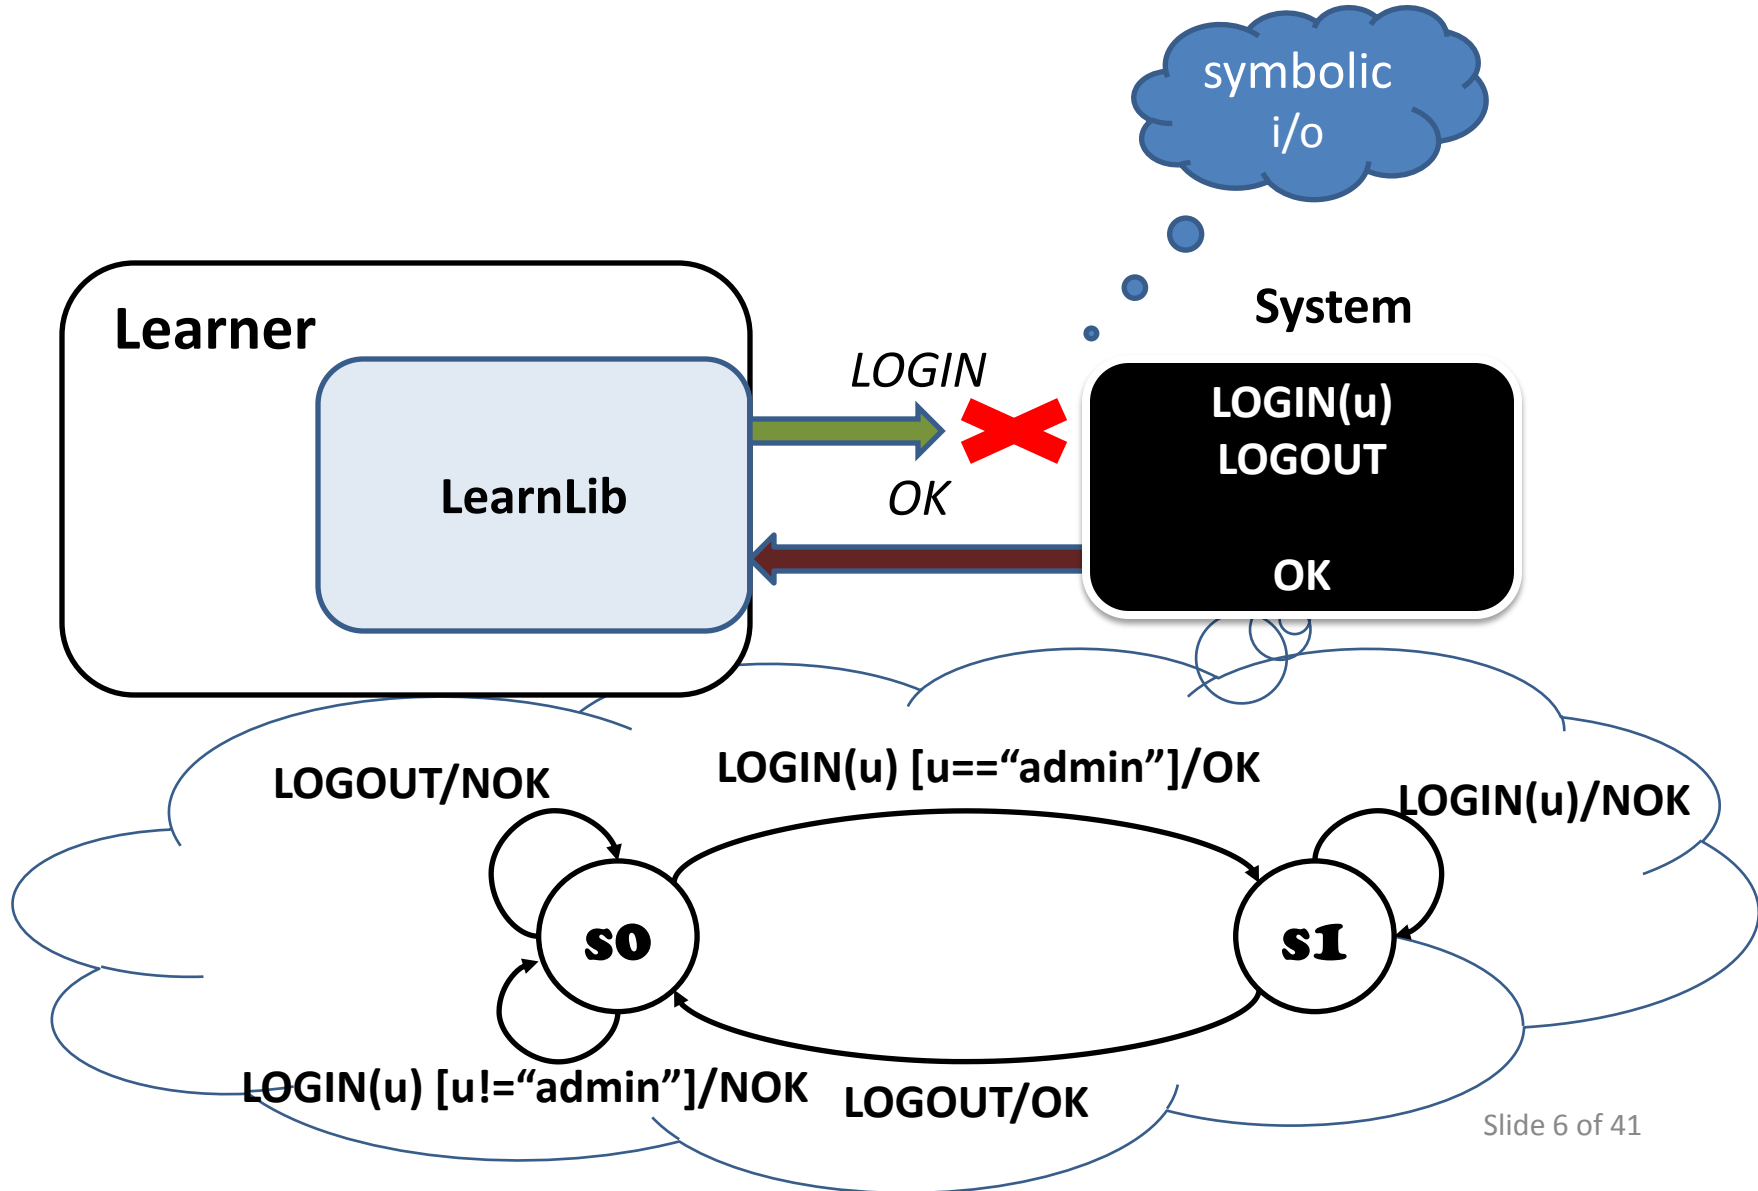 symbolic
i/o
System
Learner
LOGIN
LOGIN(u)
LOGOUT
LearnLib
OK
OK
LOGIN(u) [u==“admin”]/OK
LOGOUT/NOK
LOGIN(u)/NOK
s0
s1
LOGIN(u) [u!=“admin”]/NOK
LOGOUT/OK
Slide 6 of 41